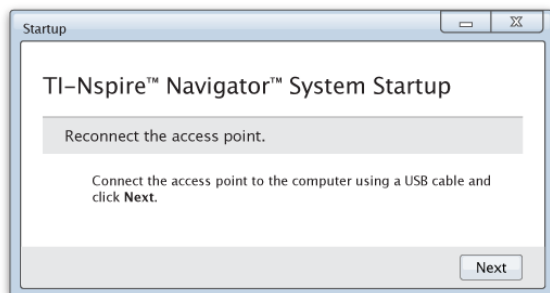 Startup
TI-Nspire™ Navigator™ System Startup
Reconnect the access point.
Connect the access point to the computer using a USB cable and
click Next.
Next